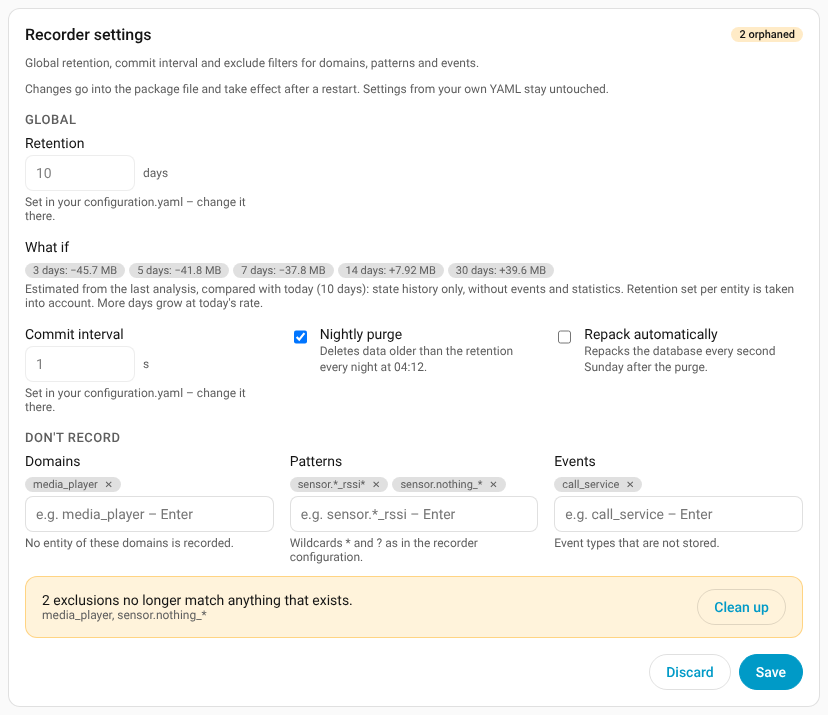 Recorder settings
2 orphaned
Global retention, commit interval and exclude filters for domains, patterns and events.
Changes go into the package file and take effect after a restart. Settings from your own YAML stay untouched.
GLOBAL
Retention
10 days
Set in your configuration.yaml – change it
there.
What if
3 days: −45.7 MB 5 days: −41.8 MB 7 days: −37.8 MB 14 days: +7.92 MB 30 days: +39.6 MB
Estimated from the last analysis, compared with today (10 days): state history only, without events and statistics. Retention set per entity is taken
into account. More days grow at today's rate.
Commit interval
1 s
Set in your configuration.yaml – change it
there.
Nightly purge
Deletes data older than the retention
every night at 04:12.
Repack automatically
Repacks the database every second
Sunday after the purge.
DON'T RECORD
Domains
media_player ×
e.g. media_player – Enter
No entity of these domains is recorded.
Patterns
sensor.*_rssi* × sensor.nothing_* ×
e.g. sensor.*_rssi – Enter
Wildcards * and ? as in the recorder
configuration.
Events
call_service ×
e.g. call_service – Enter
Event types that are not stored.
2 exclusions no longer match anything that exists.
media_player, sensor.nothing_*
Clean up
Discard
Save